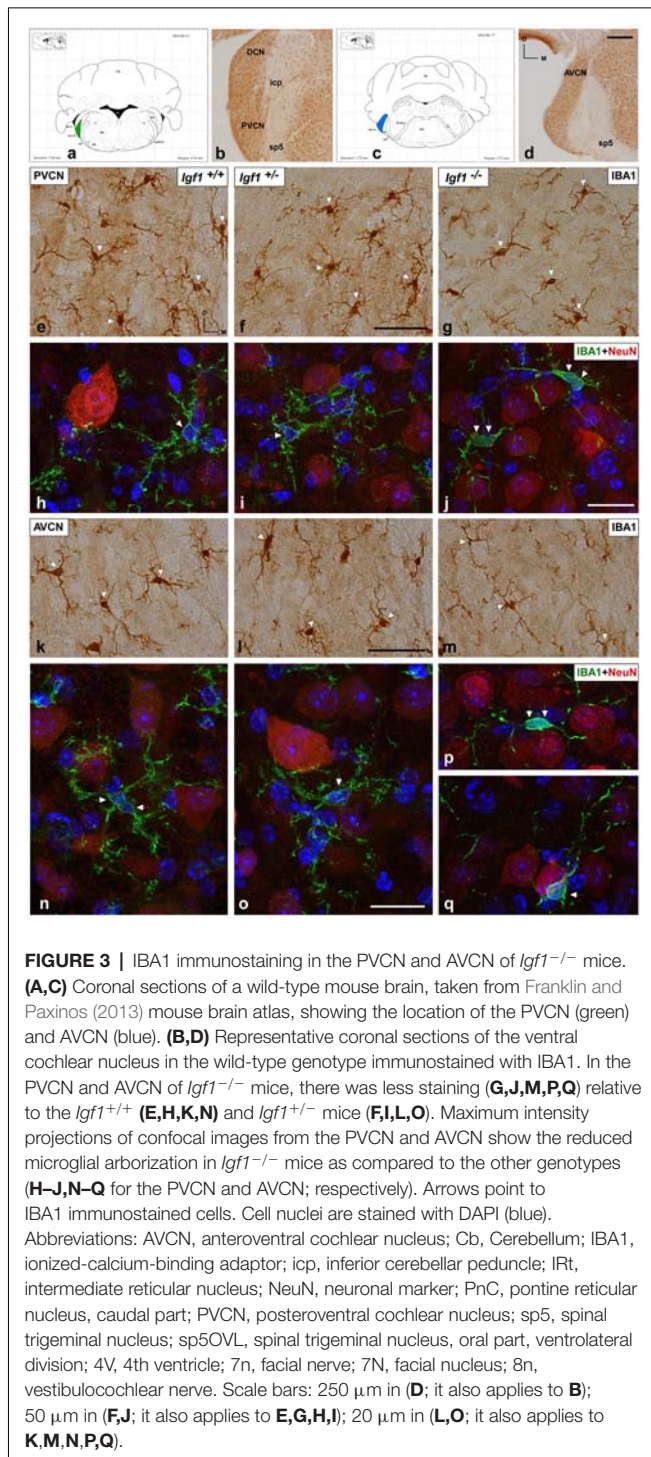 DCN
icp
PVCN
sp5
AVCN
D
M
sp5
a
b
c
d
PVCN
Igf1 +/+
Igf1 +/-
Igf1 -/-
IBA1
D
M
e
f
g
IBA1+NeuN
h
i
j
AVCN
IBA1
k
l
m
IBA1+NeuN
p
n
o
q
FIGURE 3 | IBA1 immunostaining in the PVCN and AVCN of Igf1−/− mice.
(A,C) Coronal sections of a wild-type mouse brain, taken from Franklin and
Paxinos (2013) mouse brain atlas, showing the location of the PVCN (green)
and AVCN (blue). (B,D) Representative coronal sections of the ventral
cochlear nucleus in the wild-type genotype immunostained with IBA1. In the
PVCN and AVCN of Igf1−/− mice, there was less staining (G,J,M,P,Q) relative
to the Igf1+/+ (E,H,K,N) and Igf1+/− mice (F,I,L,O). Maximum intensity
projections of confocal images from the PVCN and AVCN show the reduced
microglial arborization in Igf1−/− mice as compared to the other genotypes
(H–J,N–Q for the PVCN and AVCN; respectively). Arrows point to
IBA1 immunostained cells. Cell nuclei are stained with DAPI (blue).
Abbreviations: AVCN, anteroventral cochlear nucleus; Cb, Cerebellum; IBA1,
ionized-calcium-binding adaptor; icp, inferior cerebellar peduncle; IRt,
intermediate reticular nucleus; NeuN, neuronal marker; PnC, pontine reticular
nucleus, caudal part; PVCN, posteroventral cochlear nucleus; sp5, spinal
trigeminal nucleus; sp5OVL, spinal trigeminal nucleus, oral part, ventrolateral
division; 4V, 4th ventricle; 7n, facial nerve; 7N, facial nucleus; 8n,
vestibulocochlear nerve. Scale bars: 250 μm in (D; it also applies to B);
50 μm in (F,J; it also applies to E,G,H,I); 20 μm in (L,O; it also applies to
K,M,N,P,Q).